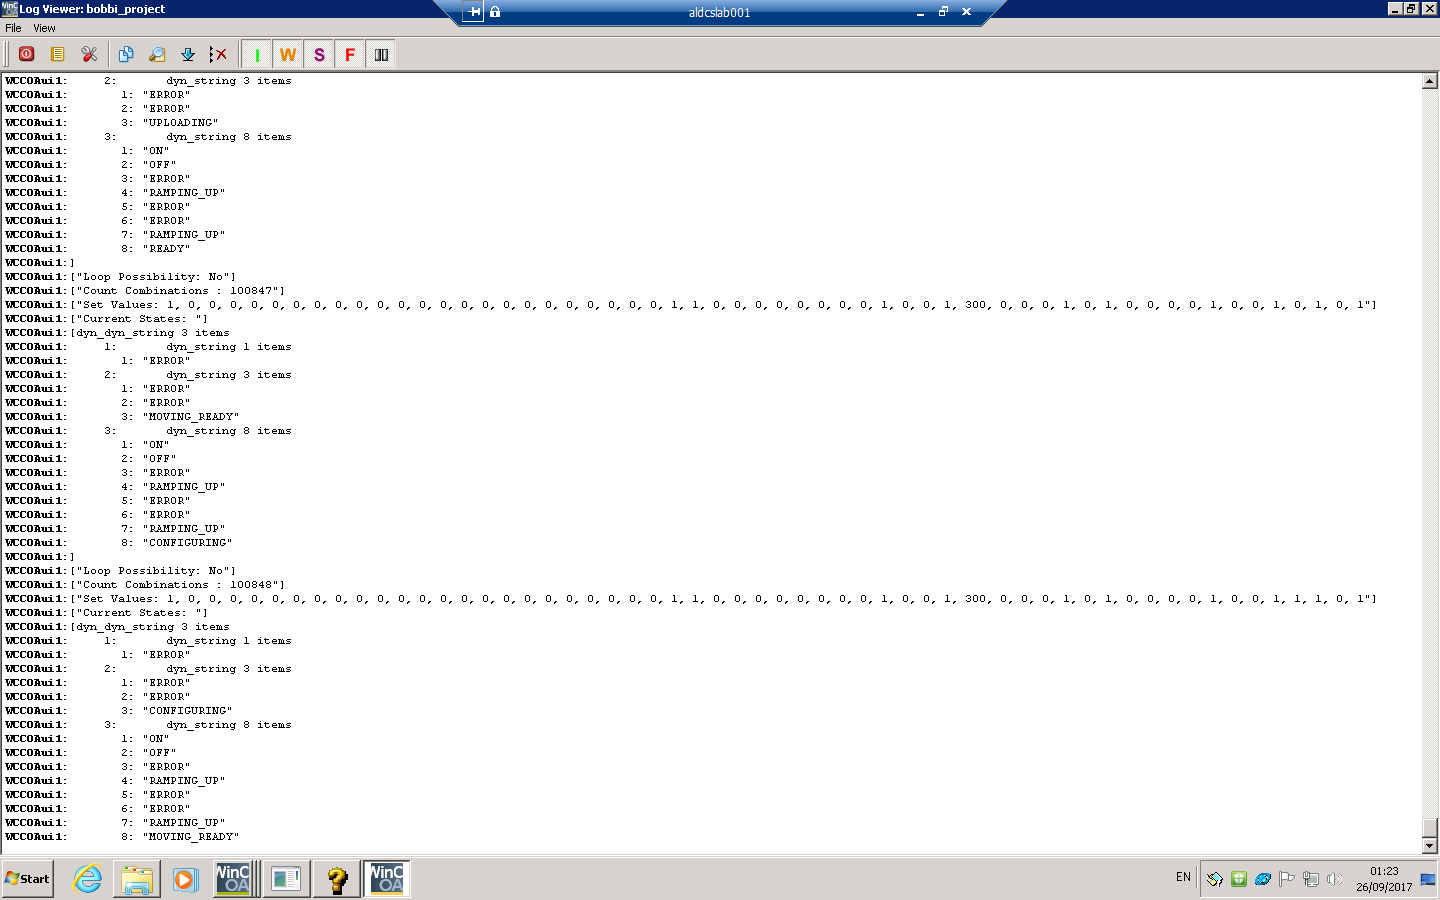 Log Viewer: bobbi_project
aldcslab001
File View
I W S F
WCCOAui1: 2: dyn_string 3 items
WCCOAui1: 1: "ERROR"
WCCOAui1: 2: "ERROR"
WCCOAui1: 3: "UPLOADING"
WCCOAui1: 3: dyn_string 8 items
WCCOAui1: 1: "ON"
WCCOAui1: 2: "OFF"
WCCOAui1: 3: "ERROR"
WCCOAui1: 4: "RAMPING_UP"
WCCOAui1: 5: "ERROR"
WCCOAui1: 6: "ERROR"
WCCOAui1: 7: "RAMPING_UP"
WCCOAui1: 8: "READY"
WCCOAui1:]
WCCOAui1:["Loop Possibility: No"]
WCCOAui1:["Count Combinations : 100847"]
WCCOAui1:["Set Values: 1, 0, 0, 0, 0, 0, 0, 0, 0, 0, 0, 0, 0, 0, 0, 0, 0, 0, 0, 0, 0, 0, 0, 0, 1, 1, 0, 0, 0, 0, 0, 0, 0, 0, 1, 0, 0, 1, 300, 0, 0, 0, 1, 0, 1, 0, 0, 0, 0, 1, 0, 0, 1, 0, 1, 0, 1"]
WCCOAui1:["Current States: "]
WCCOAui1:[dyn_dyn_string 3 items
WCCOAui1: 1: dyn_string 1 items
WCCOAui1: 1: "ERROR"
WCCOAui1: 2: dyn_string 3 items
WCCOAui1: 1: "ERROR"
WCCOAui1: 2: "ERROR"
WCCOAui1: 3: "MOVING_READY"
WCCOAui1: 3: dyn_string 8 items
WCCOAui1: 1: "ON"
WCCOAui1: 2: "OFF"
WCCOAui1: 3: "ERROR"
WCCOAui1: 4: "RAMPING_UP"
WCCOAui1: 5: "ERROR"
WCCOAui1: 6: "ERROR"
WCCOAui1: 7: "RAMPING_UP"
WCCOAui1: 8: "CONFIGURING"
WCCOAui1:]
WCCOAui1:["Loop Possibility: No"]
WCCOAui1:["Count Combinations : 100848"]
WCCOAui1:["Set Values: 1, 0, 0, 0, 0, 0, 0, 0, 0, 0, 0, 0, 0, 0, 0, 0, 0, 0, 0, 0, 0, 0, 0, 0, 1, 1, 0, 0, 0, 0, 0, 0, 0, 0, 1, 0, 0, 1, 300, 0, 0, 0, 1, 0, 1, 0, 0, 0, 0, 1, 0, 0, 1, 1, 1, 0, 1"]
WCCOAui1:["Current States: "]
WCCOAui1:[dyn_dyn_string 3 items
WCCOAui1: 1: dyn_string 1 items
WCCOAui1: 1: "ERROR"
WCCOAui1: 2: dyn_string 3 items
WCCOAui1: 1: "ERROR"
WCCOAui1: 2: "ERROR"
WCCOAui1: 3: "CONFIGURING"
WCCOAui1: 3: dyn_string 8 items
WCCOAui1: 1: "ON"
WCCOAui1: 2: "OFF"
WCCOAui1: 3: "ERROR"
WCCOAui1: 4: "RAMPING_UP"
WCCOAui1: 5: "ERROR"
WCCOAui1: 6: "ERROR"
WCCOAui1: 7: "RAMPING_UP"
WCCOAui1: 8: "MOVING_READY"
Start
WinC OA
WinC OA
EN
01:23
26/09/2017